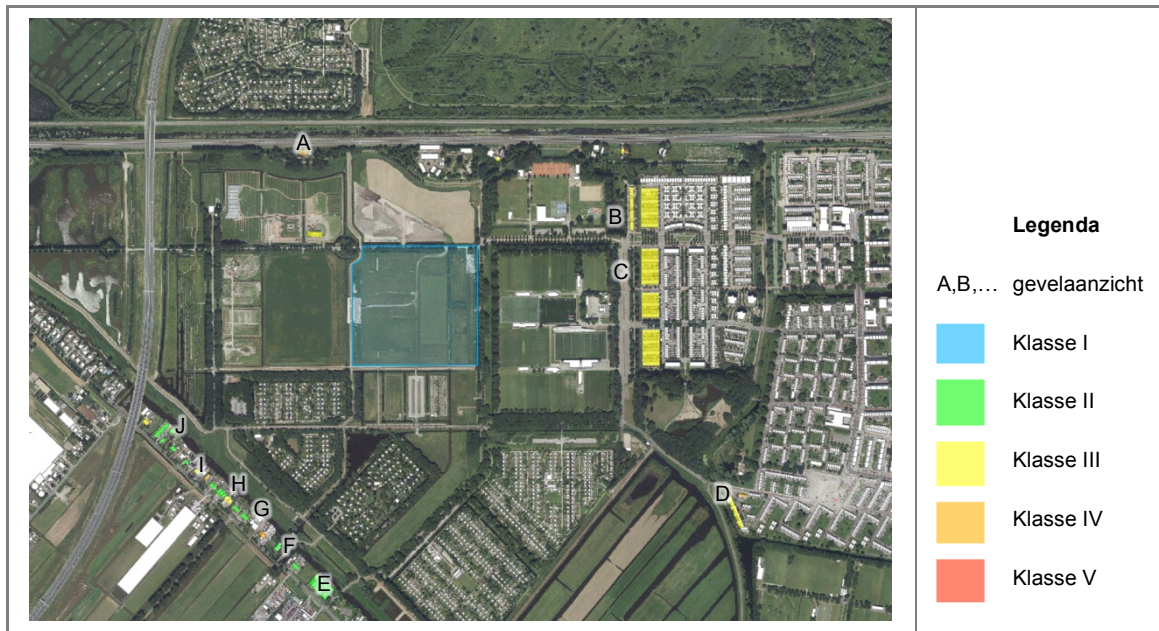 A
B
C
D
J
I
H
G
F
E
Legenda
A,B,… gevelaanzicht
Klasse I
Klasse II
Klasse III
Klasse IV
Klasse V